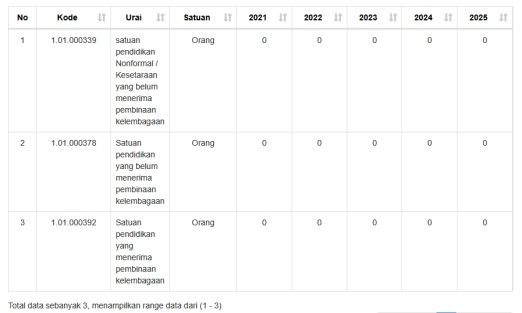 No Kode Urai Satuan 2021 2022 2023 2024 2025
1 1.01.000339 satuan Orang 0 0 0 0 0
pendidikan
Nonformal /
Kesetaraan
yang belum
menerima
pembinaan
kelembagaan
2 1.01.000378 Satuan Orang 0 0 0 0 0
pendidikan
yang belum
menerima
pembinaan
kelembagaan
3 1.01.000392 Satuan Orang 0 0 0 0 0
pendidikan
yang
menerima
pembinaan
kelembagaan
Total data sebanyak 3, menampilkan range data dari (1 - 3)